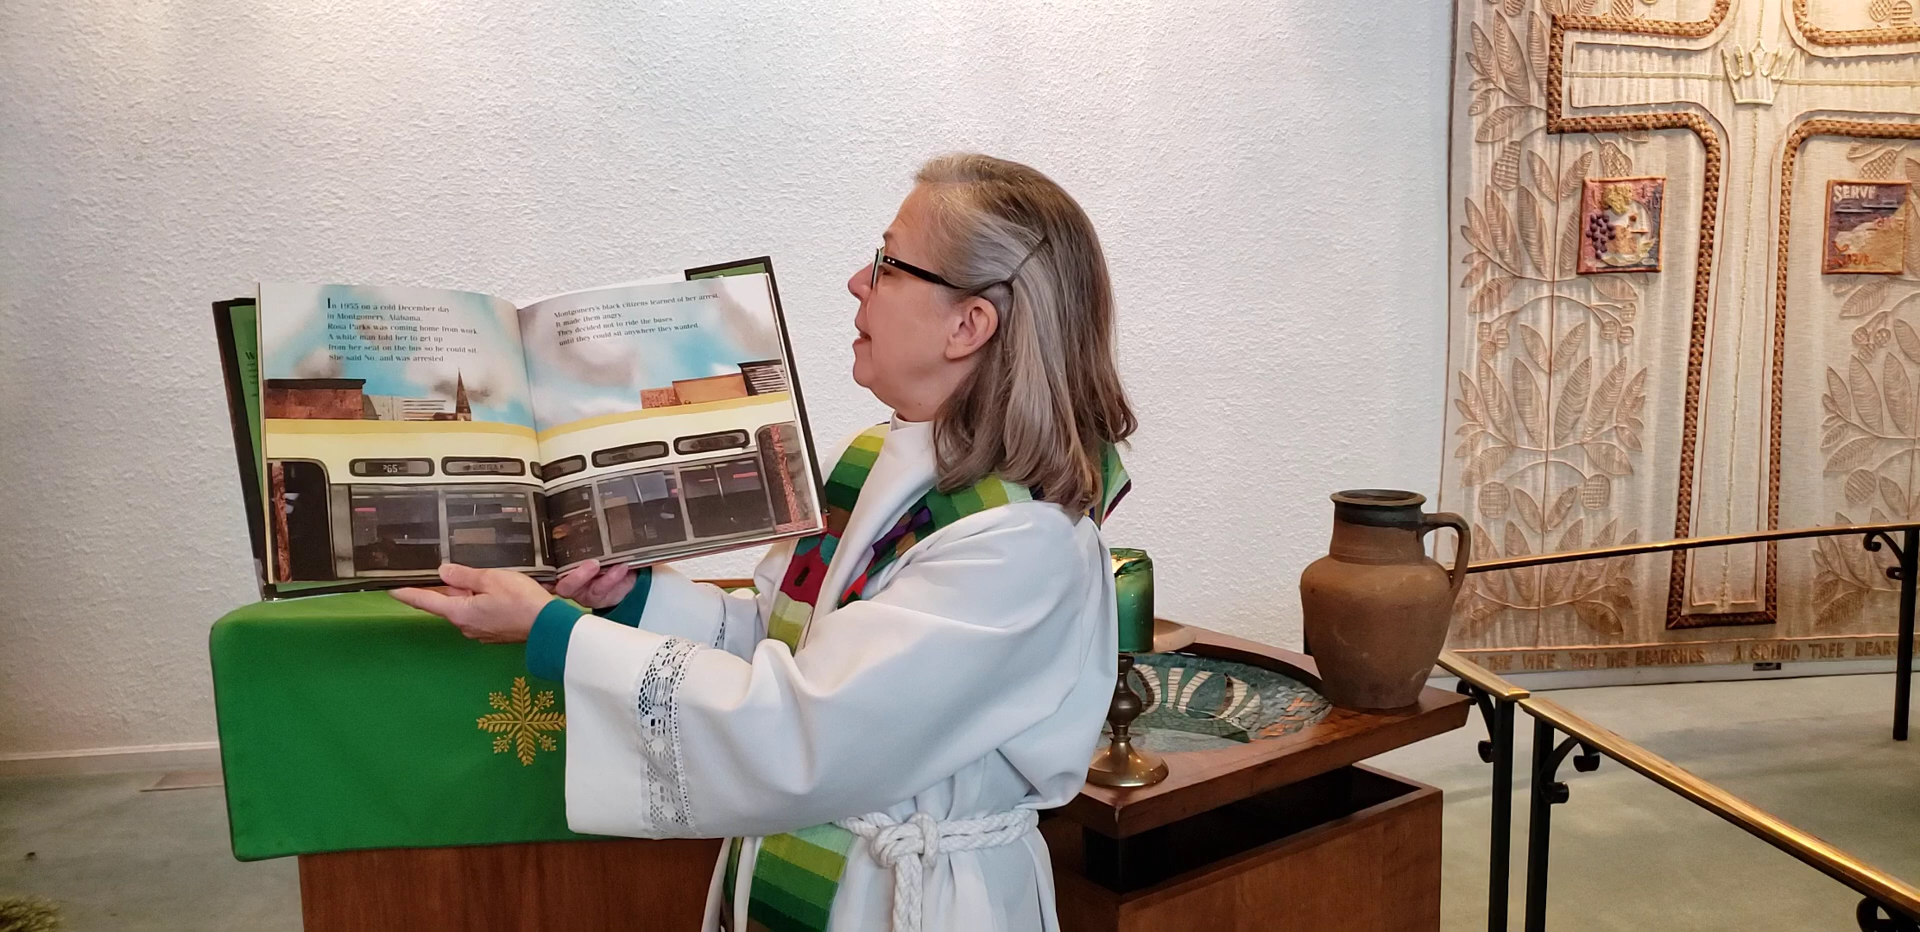 In 1955 on a cold December day
in Montgomery, Alabama,
Rosa Parks was coming home from work.
A white man told her to get up
from her seat on the bus so he could sit.
She said No, and was arrested.
Montgomery's black citizens learned of her arrest.
It made them angry.
They decided not to ride the buses
until they could sit anywhere they wanted.
SERVE
THE VINE, YOU THE BRANCHES
A SOUND TREE BEARS